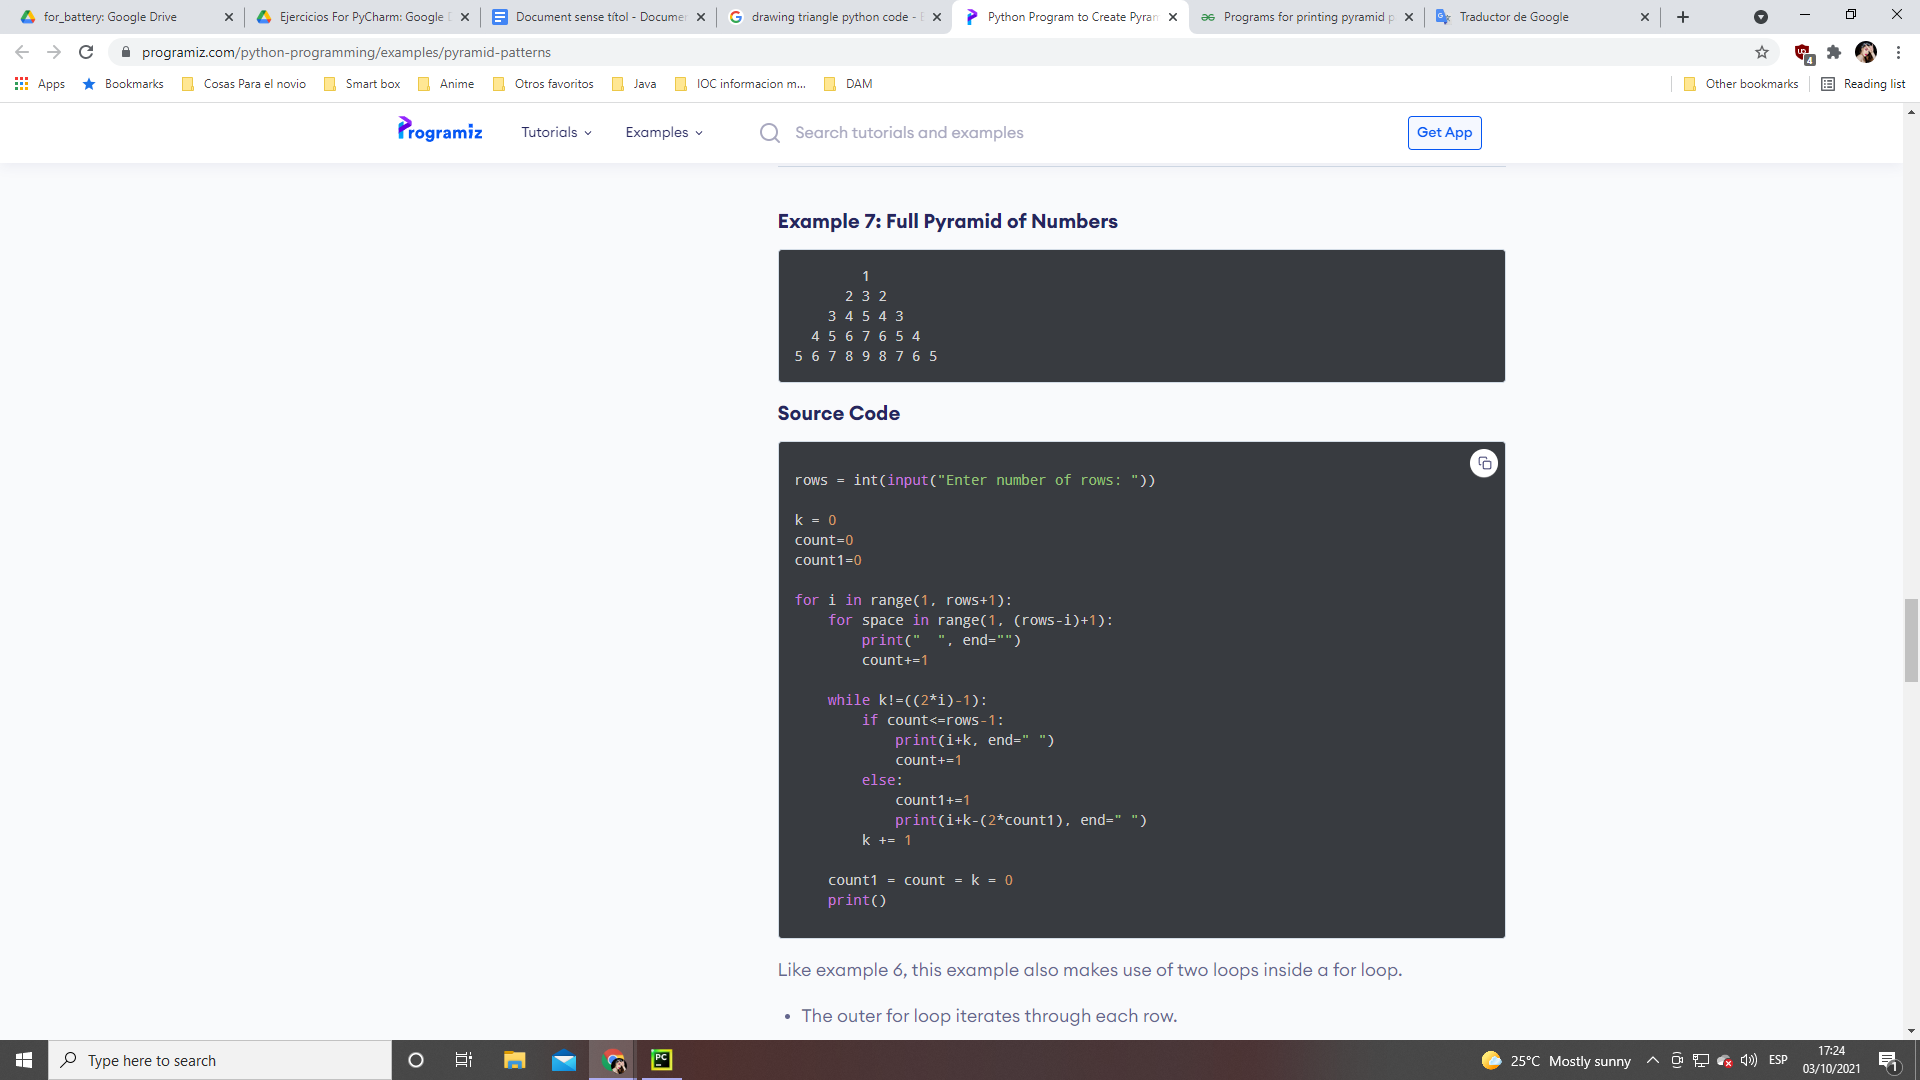 for_battery: Google Drive
Ejercicios For PyCharm: Google D
Document sense títol - Documen
drawing triangle python code -
Python Program to Create Pyram
Programs for printing pyramid p
Traductor de Google
programiz.com/python-programming/examples/pyramid-patterns
4
Apps
Bookmarks
Cosas Para el novio
Smart box
Anime
Otros favoritos
Java
IOC informacion m...
DAM
Other bookmarks
Reading list
Programiz
Tutorials
Examples
Search tutorials and examples
Get App
Example 7: Full Pyramid of Numbers
1
2 3 2
3 4 5 4 3
4 5 6 7 6 5 4
5 6 7 8 9 8 7 6 5
Source Code
rows = int(input("Enter number of rows: "))
k = 0
count=0
count1=0
for i in range(1, rows+1):
    for space in range(1, (rows-i)+1):
        print("  ", end="")
        count+=1
    while k!=((2*i)-1):
        if count<=rows-1:
            print(i+k, end=" ")
            count+=1
        else:
            count1+=1
            print(i+k-(2*count1), end=" ")
        k += 1
    count1 = count = k = 0
    print()
Like example 6, this example also makes use of two loops inside a for loop.
• The outer for loop iterates through each row.
Type here to search
PC
25°C Mostly sunny
ESP
17:24
03/10/2021
1